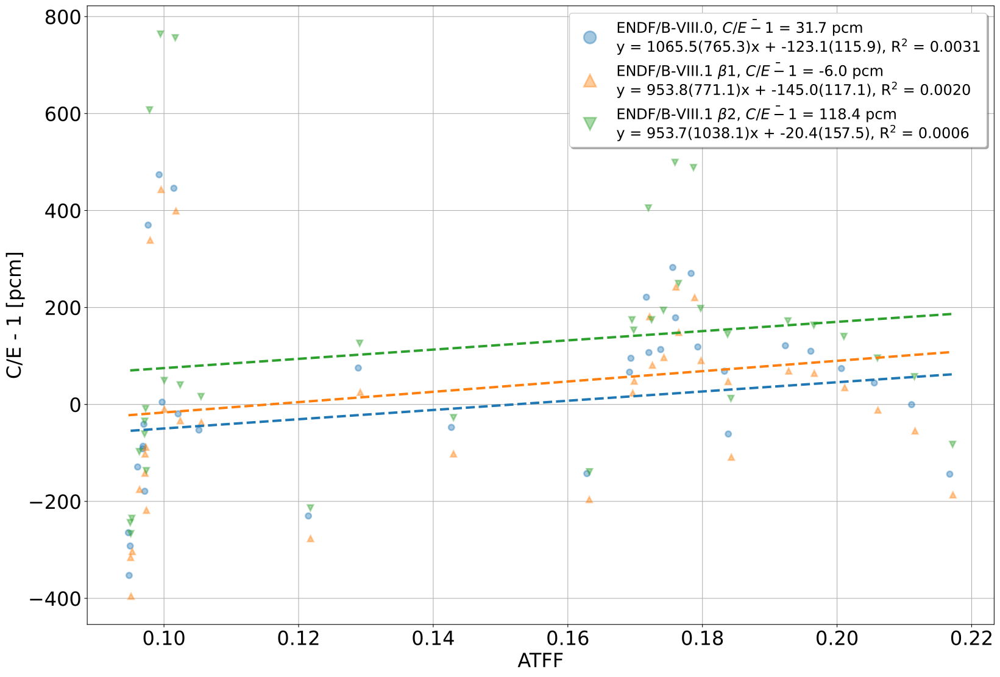 800
600
400
200
0
−200
−400
C/E - 1 [pcm]
ENDF/B-VIII.0, C/E − 1 = 31.7 pcm
y = 1065.5(765.3)x + -123.1(115.9), R² = 0.0031
ENDF/B-VIII.1 β1, C/E − 1 = -6.0 pcm
y = 953.8(771.1)x + -145.0(117.1), R² = 0.0020
ENDF/B-VIII.1 β2, C/E − 1 = 118.4 pcm
y = 953.7(1038.1)x + -20.4(157.5), R² = 0.0006
0.10 0.12 0.14 0.16 0.18 0.20 0.22
ATFF